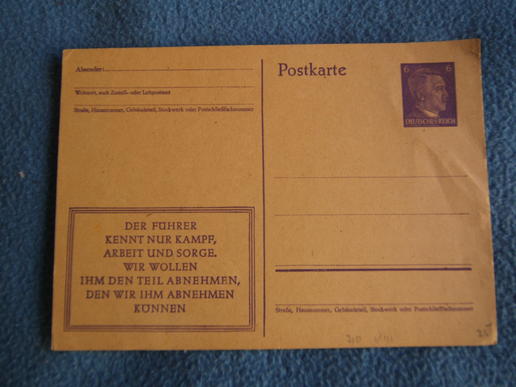 Absender:
Wohnort, auch Zustell- oder Leitpostamt
Straße, Hausnummer, Gebäudeteil, Stockwerk oder Postschließfachnummer
Postkarte
6 6
DEUTSCHES REICH
DER FÜHRER
KENNT NUR KAMPF,
ARBEIT UND SORGE.
WIR WOLLEN
IHM DEN TEIL ABNEHMEN,
DEN WIR IHM ABNEHMEN
KÖNNEN
Straße, Hausnummer, Gebäudeteil, Stockwerk oder Postschließfachnummer